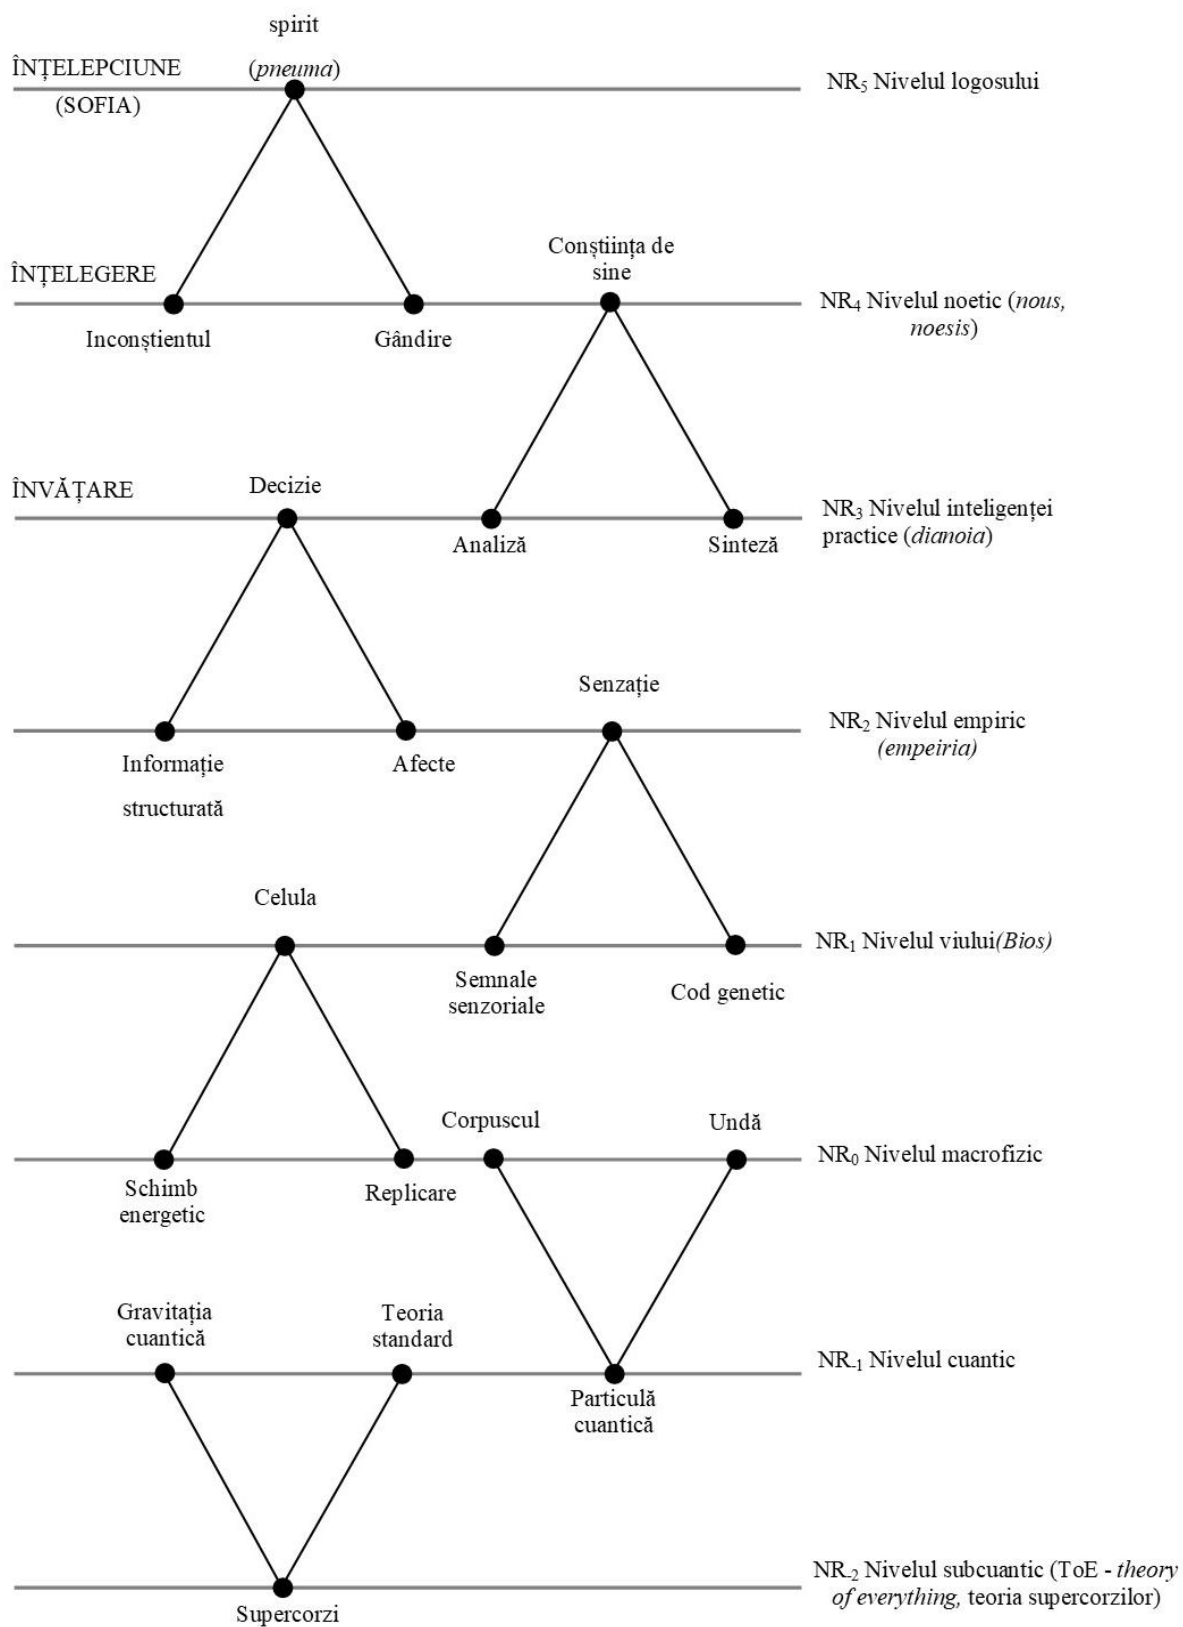 spirit
(pneuma)
ÎNȚELEPCIUNE
(SOFIA)
NR₅ Nivelul logosului
Conștiința de
sine
ÎNȚELEGERE
NR₄ Nivelul noetic (nous,
noesis)
Inconștientul
Gândire
Decizie
ÎNVĂȚARE
NR₃ Nivelul inteligenței
practice (dianoia)
Analiză
Sinteză
Senzație
NR₂ Nivelul empiric
(empeiria)
Informație
structurată
Afecte
Celula
NR₁ Nivelul viului(Bios)
Semnale
senzoriale
Cod genetic
Corpuscul
Undă
NR₀ Nivelul macrofizic
Schimb
energetic
Replicare
Gravitația
cuantică
Teoria
standard
NR₋₁ Nivelul cuantic
Particulă
cuantică
NR₋₂ Nivelul subcuantic (ToE - theory
of everything, teoria supercorzilor)
Supercorzi